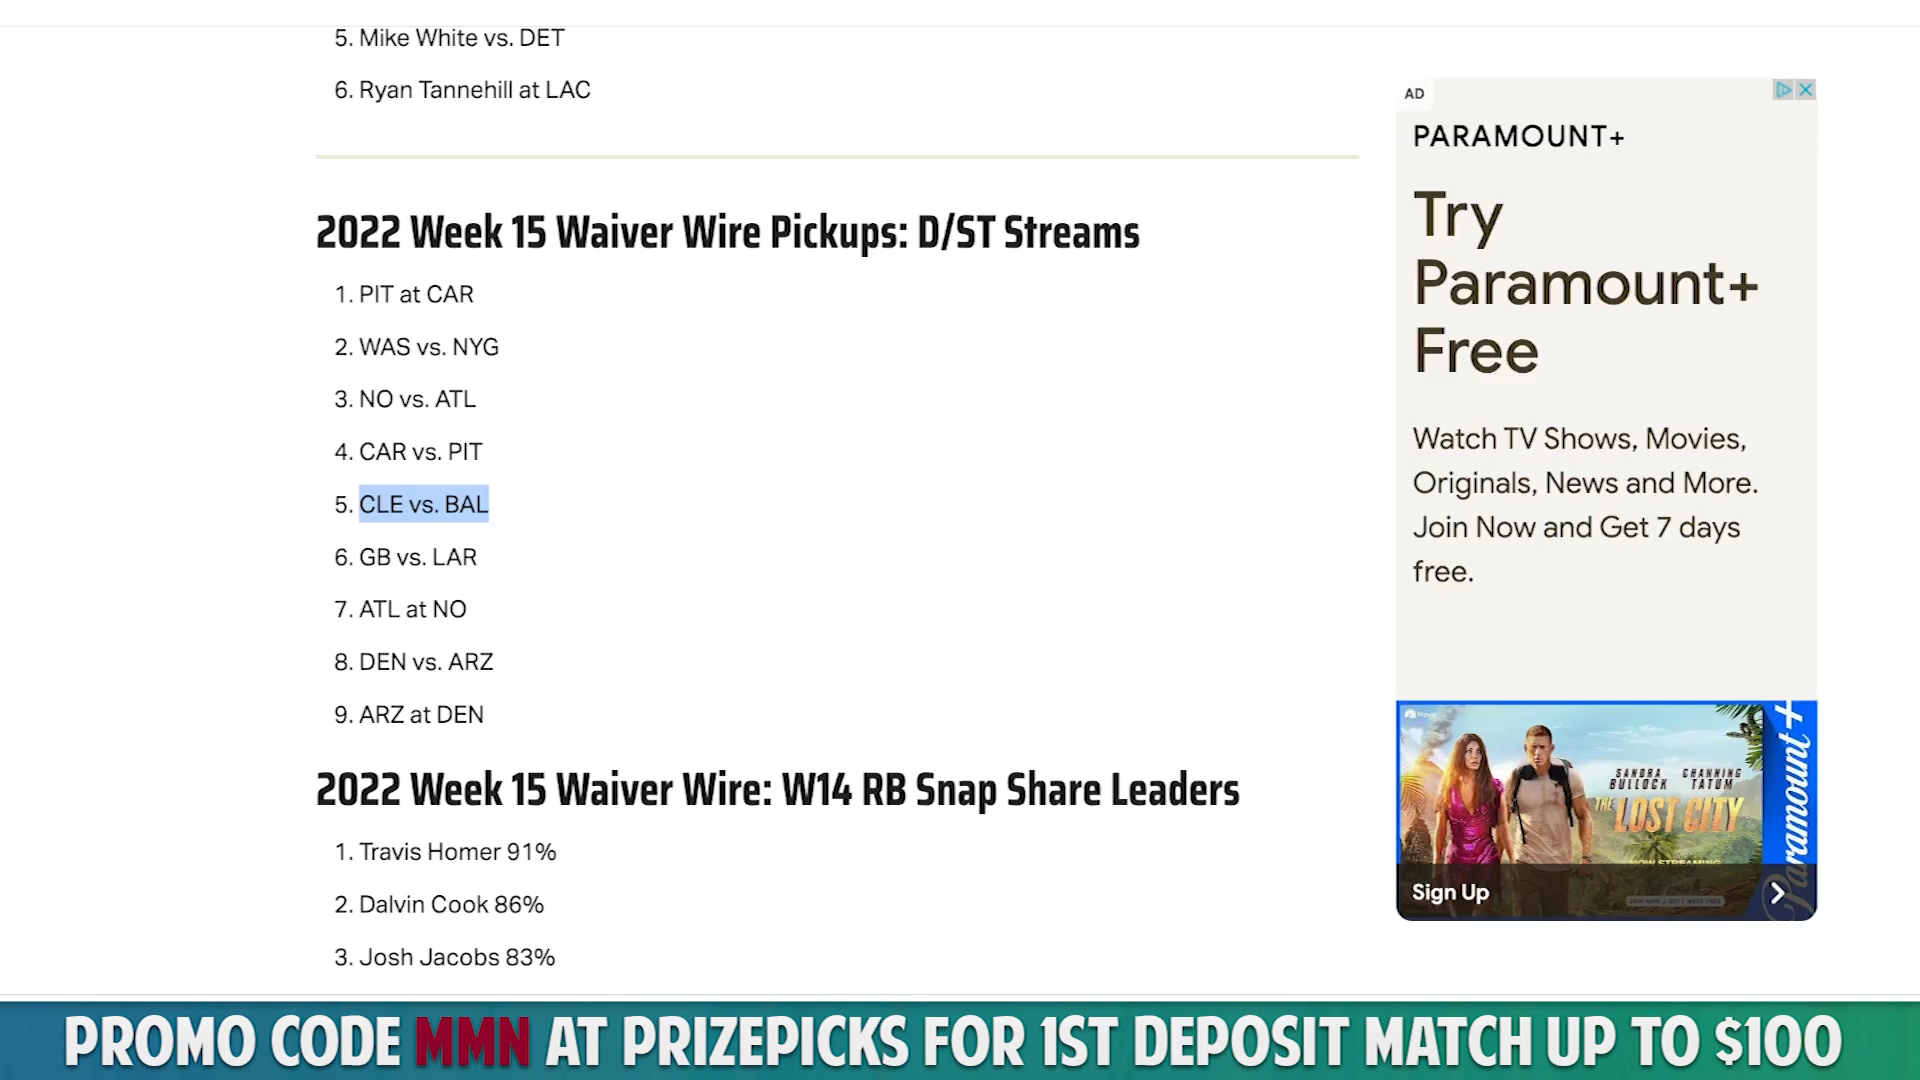 5. Mike White vs. DET
6. Ryan Tannehill at LAC
2022 Week 15 Waiver Wire Pickups: D/ST Streams
1. PIT at CAR
2. WAS vs. NYG
3. NO vs. ATL
4. CAR vs. PIT
5. CLE vs. BAL
6. GB vs. LAR
7. ATL at NO
8. DEN vs. ARZ
9. ARZ at DEN
2022 Week 15 Waiver Wire: W14 RB Snap Share Leaders
1. Travis Homer 91%
2. Dalvin Cook 86%
3. Josh Jacobs 83%
AD
PARAMOUNT+
Try
Paramount+
Free
Watch TV Shows, Movies,
Originals, News and More.
Join Now and Get 7 days
free.
SANDRA BULLOCK CHANNING TATUM
THE LOST CITY
NOW STREAMING
Paramount+
Sign Up
PROMO CODE MMN AT PRIZEPICKS FOR 1ST DEPOSIT MATCH UP TO $100